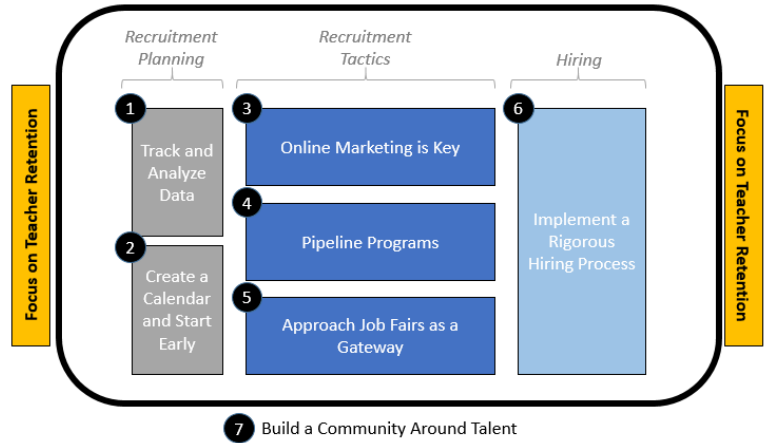 Recruitment
Planning
Recruitment
Tactics
Hiring
Focus on Teacher Retention
1
Track and
Analyze
Data
2
Create a
Calendar
and Start
Early
3
Online Marketing is Key
4
Pipeline Programs
5
Approach Job Fairs as a
Gateway
6
Implement a
Rigorous
Hiring Process
Focus on Teacher Retention
7 Build a Community Around Talent